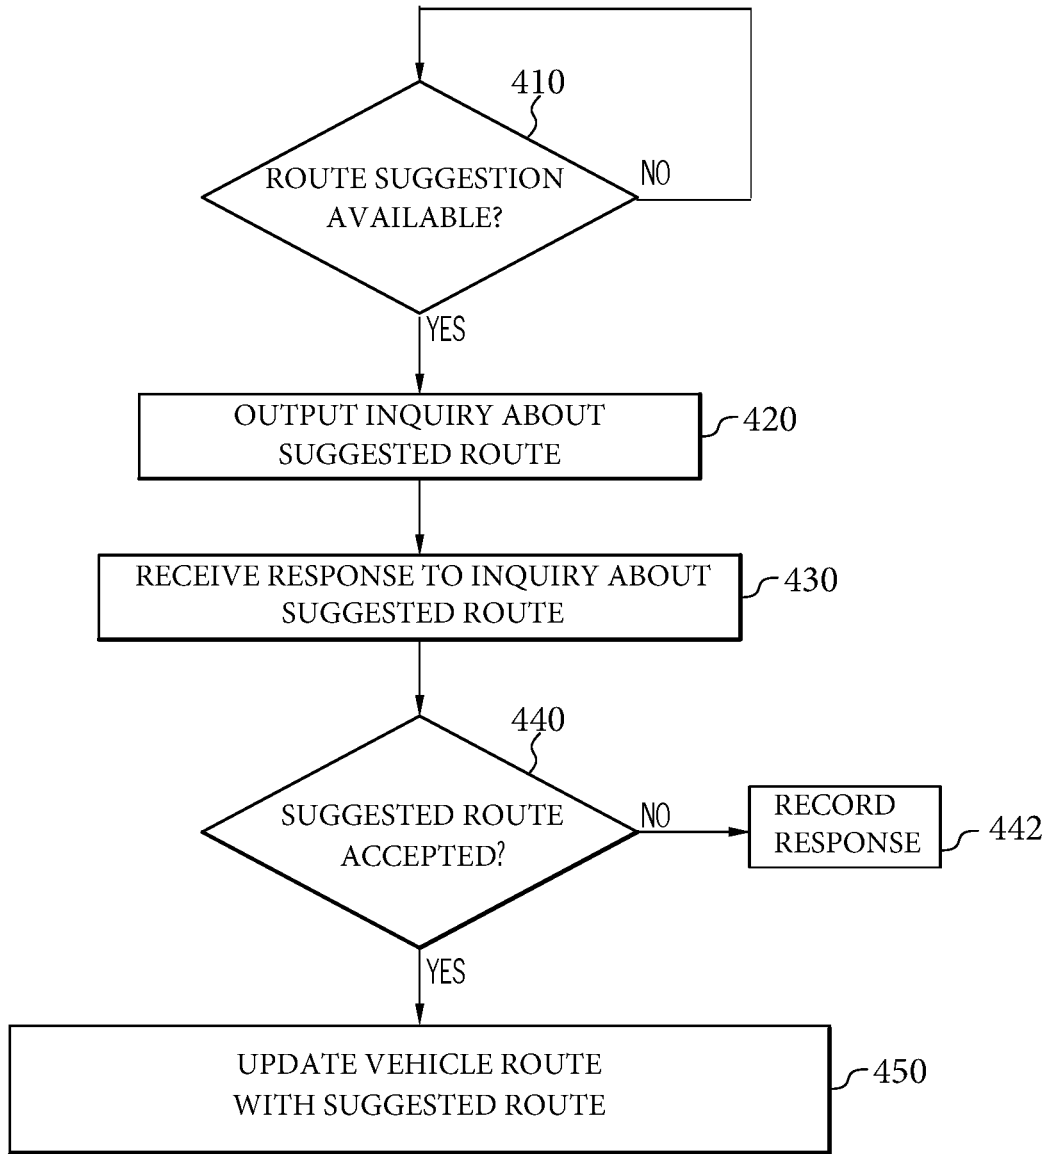 410
ROUTE SUGGESTION
AVAILABLE?
NO
YES
OUTPUT INQUIRY ABOUT
SUGGESTED ROUTE
420
RECEIVE RESPONSE TO INQUIRY ABOUT
SUGGESTED ROUTE
430
440
SUGGESTED ROUTE
ACCEPTED?
NO
RECORD
RESPONSE
442
YES
UPDATE VEHICLE ROUTE
WITH SUGGESTED ROUTE
450